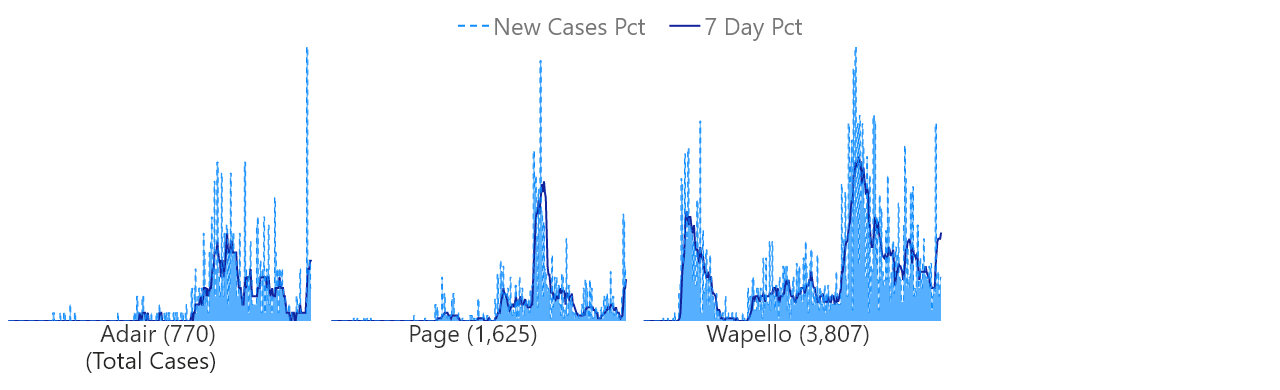 New Cases Pct 7 Day Pct
Adair (770) Page (1,625) Wapello (3,807)
(Total Cases)